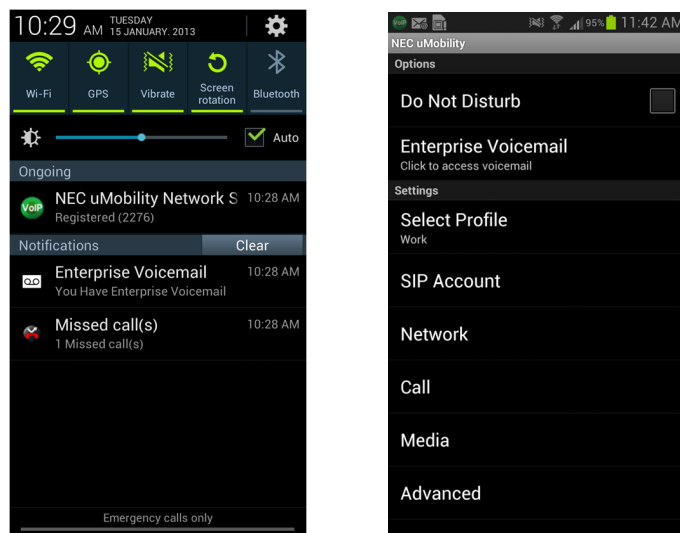 10:29 AM TUESDAY
15 JANUARY. 2013
Wi-Fi GPS Vibrate Screen rotation Bluetooth
Auto
Ongoing
VoIP NEC uMobility Network S 10:28 AM
Registered (2276)
Notifications Clear
Enterprise Voicemail 10:28 AM
You Have Enterprise Voicemail
Missed call(s) 10:28 AM
1 Missed call(s)
Emergency calls only
95% 11:42 AM
NEC uMobility
Options
Do Not Disturb
Enterprise Voicemail
Click to access voicemail
Settings
Select Profile
Work
SIP Account
Network
Call
Media
Advanced